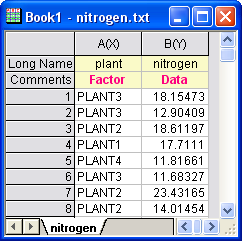 Book1 - nitrogen.txt
A(X) B(Y)
Long Name plant nitrogen
Comments Factor Data
1 PLANT3 18.15473
2 PLANT3 12.90409
3 PLANT2 18.61197
4 PLANT1 17.7111
5 PLANT4 11.81661
6 PLANT3 11.68327
7 PLANT2 23.43165
8 PLANT2 14.01454
nitrogen